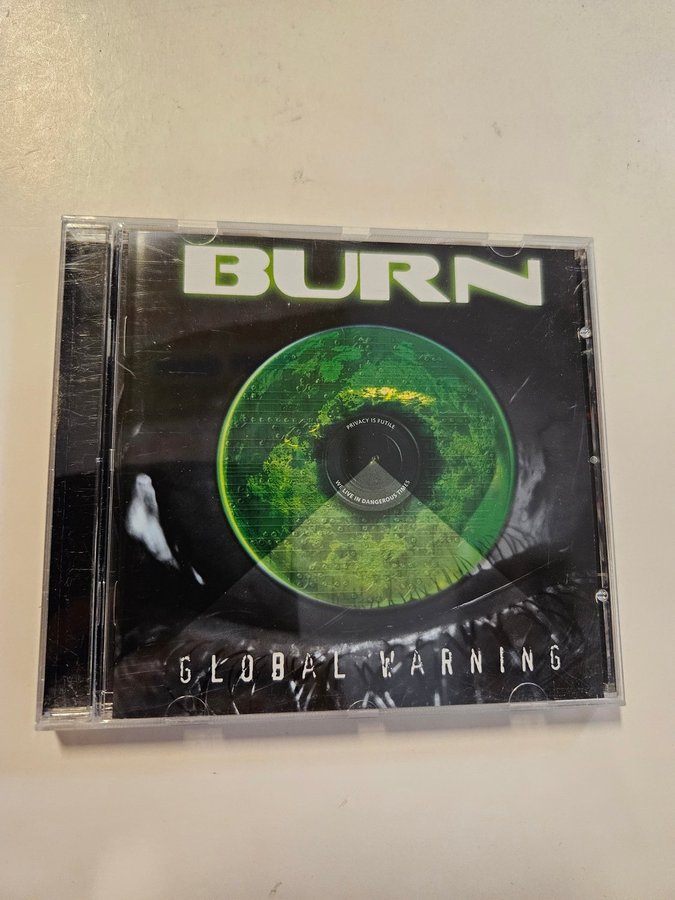 BURN
PRIVACY IS FUTILE
WE LIVE IN DANGEROUS TIMES
GLOBAL WARNING